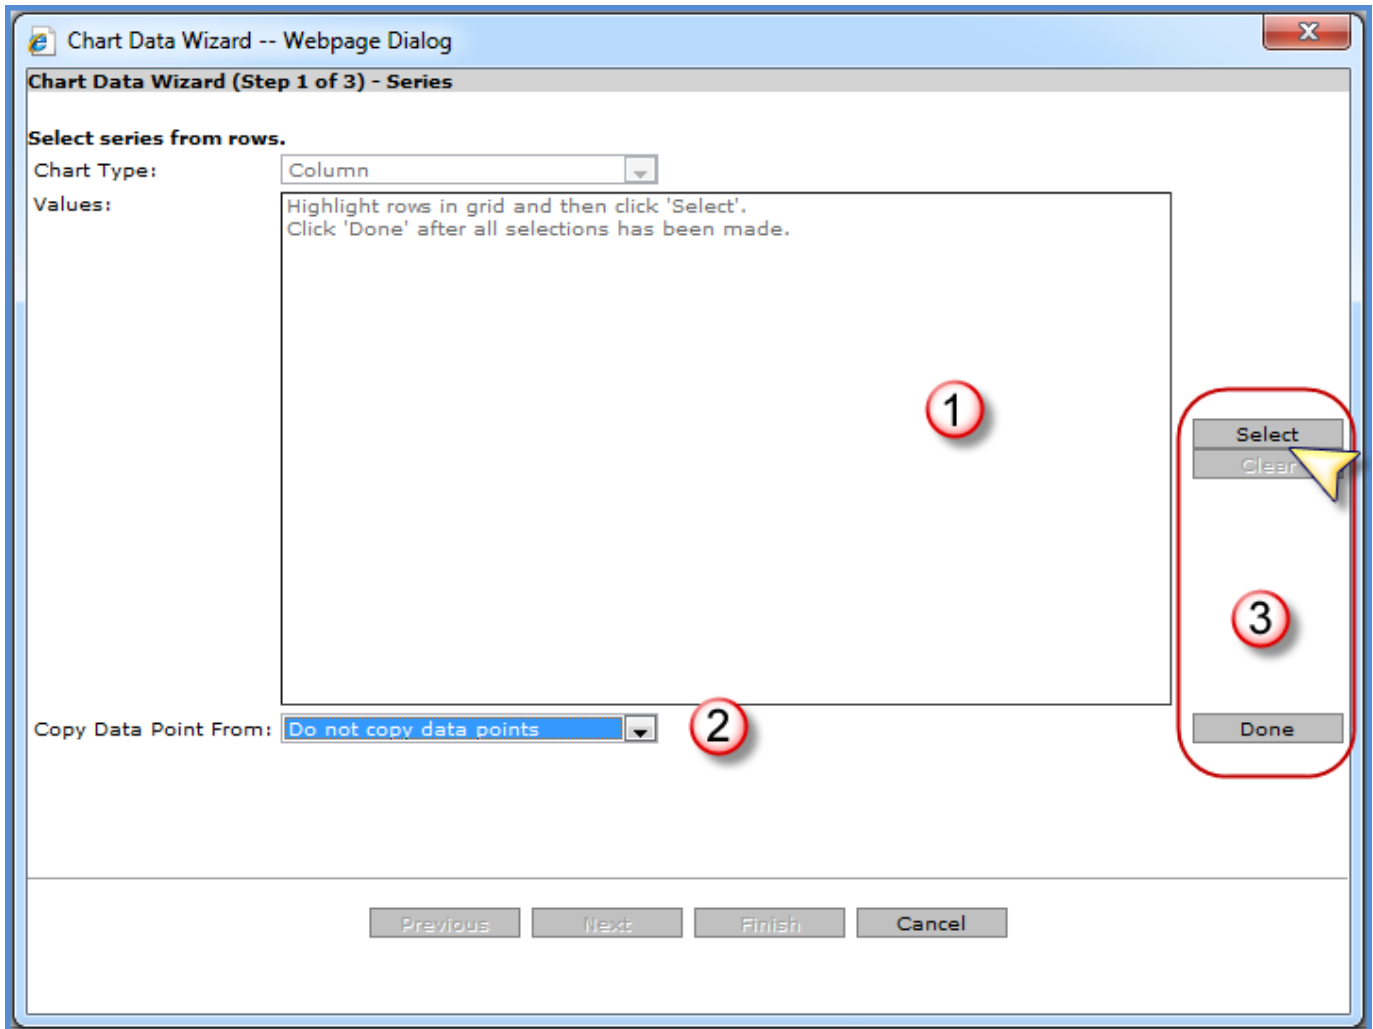 Chart Data Wizard -- Webpage Dialog
Chart Data Wizard (Step 1 of 3) - Series
Select series from rows.
Chart Type: Column
Values: Highlight rows in grid and then click 'Select'.
Click 'Done' after all selections has been made.
1
Select
Clear
3
Copy Data Point From: Do not copy data points 2 Done
Previous Next Finish Cancel